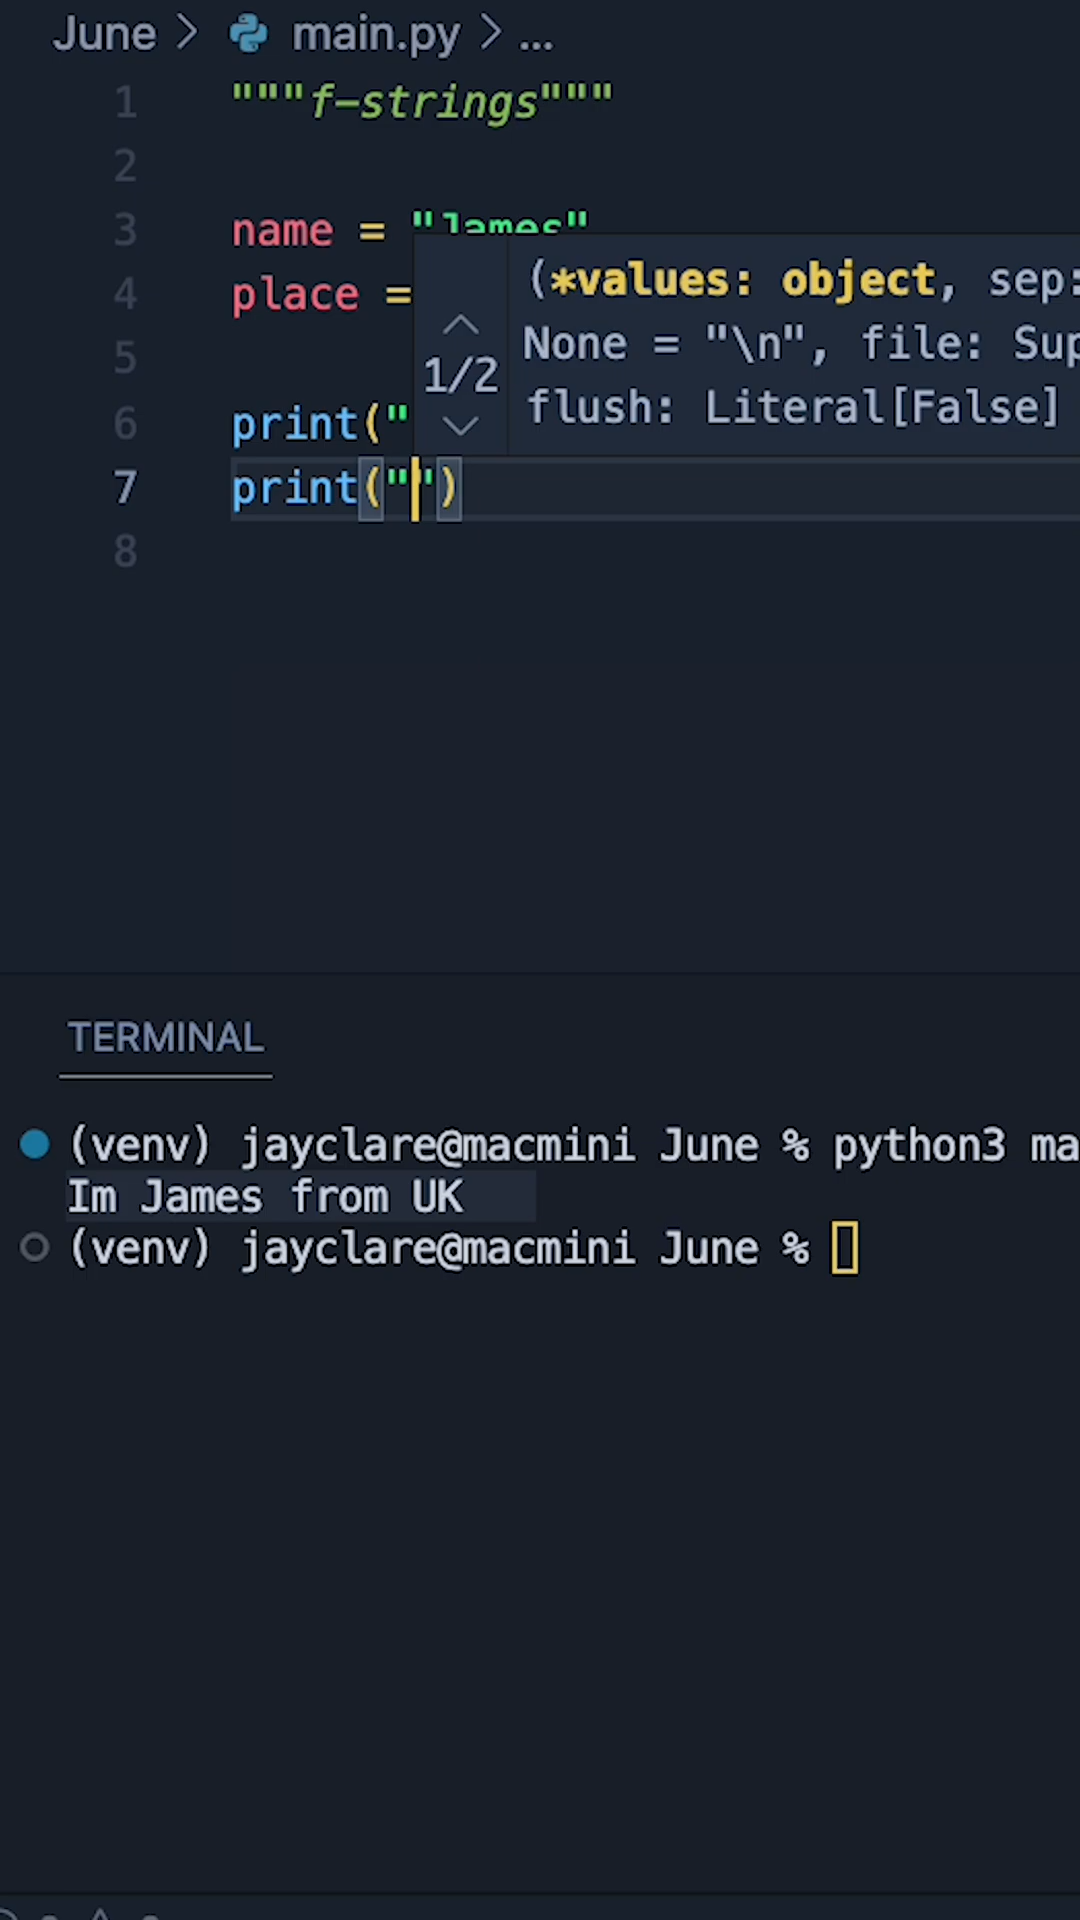 June > main.py > ...
1 """f-strings"""
2
3 name = "James"
4 place =
5
6 print("
7 print("")
8
(*values: object, sep:
None = "\n", file: Sup
flush: Literal[False]
1/2
TERMINAL
(venv) jayclare@macmini June % python3 ma
Im James from UK
(venv) jayclare@macmini June %